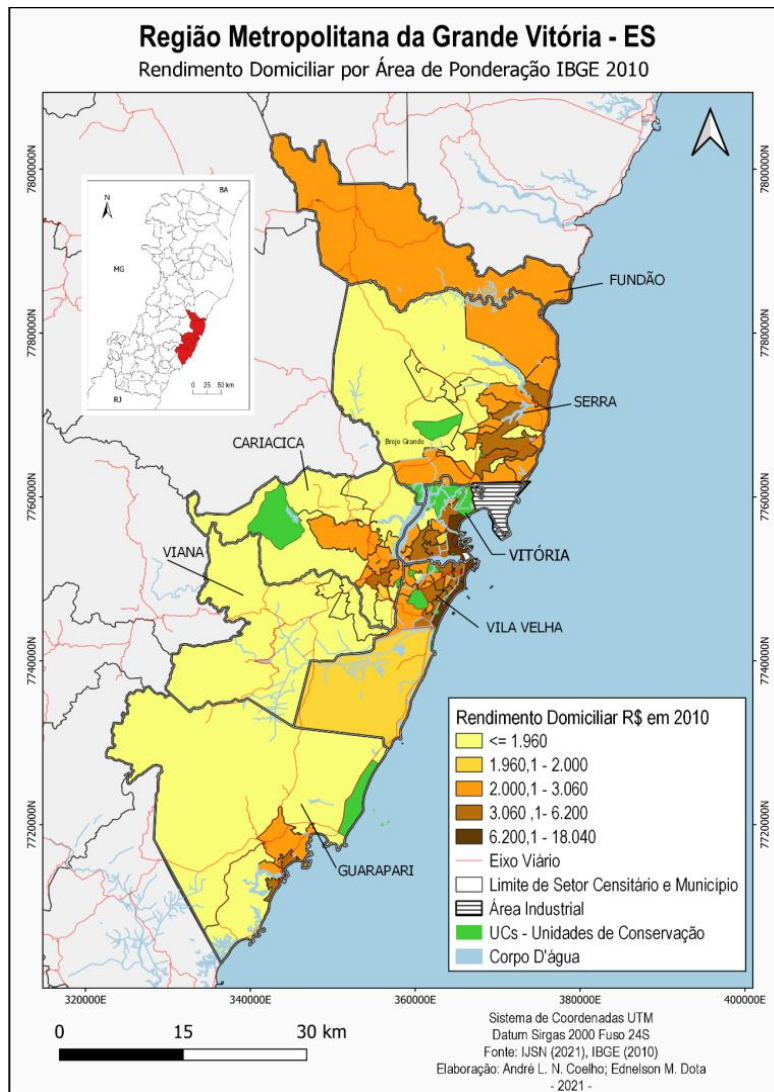 Região Metropolitana da Grande Vitória - ES
Rendimento Domiciliar por Área de Ponderação IBGE 2010
7800000N
7780000N
7760000N
7740000N
7720000N
7800000N
7780000N
7760000N
7740000N
7720000N
N
BA
MG
RJ
0 25 50 km
FUNDÃO
SERRA
Brejo Grande
CARIACICA
VIANA
VITÓRIA
VILA VELHA
GUARAPARI
Rendimento Domiciliar R$ em 2010
<= 1.960
1.960,1 - 2.000
2.000,1 - 3.060
3.060 ,1- 6.200
6.200,1 - 18.040
Eixo Viário
Limite de Setor Censitário e Município
Área Industrial
UCs - Unidades de Conservação
Corpo D'água
320000E 340000E 360000E 380000E 400000E
0 15 30 km
Sistema de Coordenadas UTM
Datum Sirgas 2000 Fuso 24S
Fonte: IJSN (2021), IBGE (2010)
Elaboração: André L. N. Coelho; Ednelson M. Dota
- 2021 -